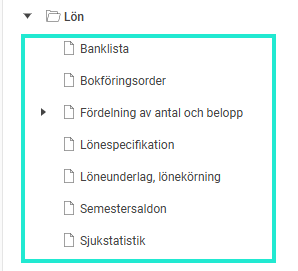 Lön
Banklista
Bokföringsorder
Fördelning av antal och belopp
Lönespecifikation
Löneunderlag, lönekörning
Semestersaldon
Sjukstatistik